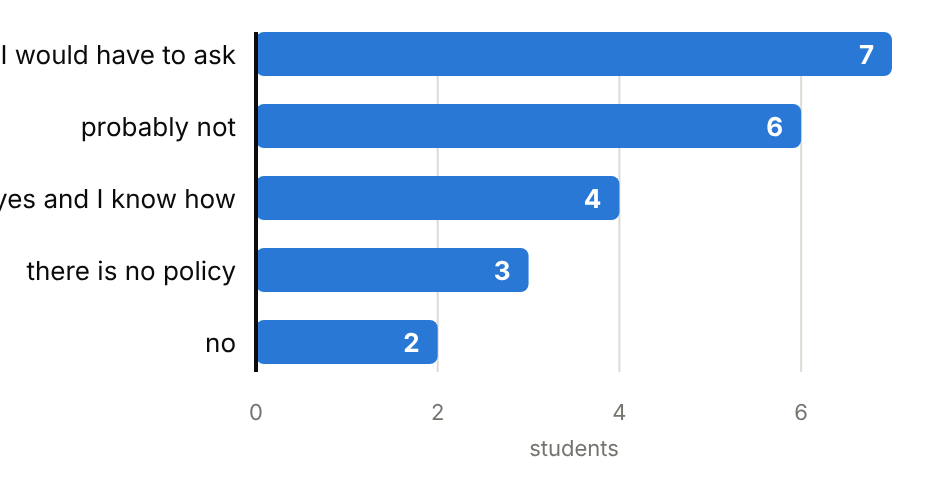 I would have to ask
7
probably not
6
yes and I know how
4
there is no policy
3
no
2
0 2 4 6
students